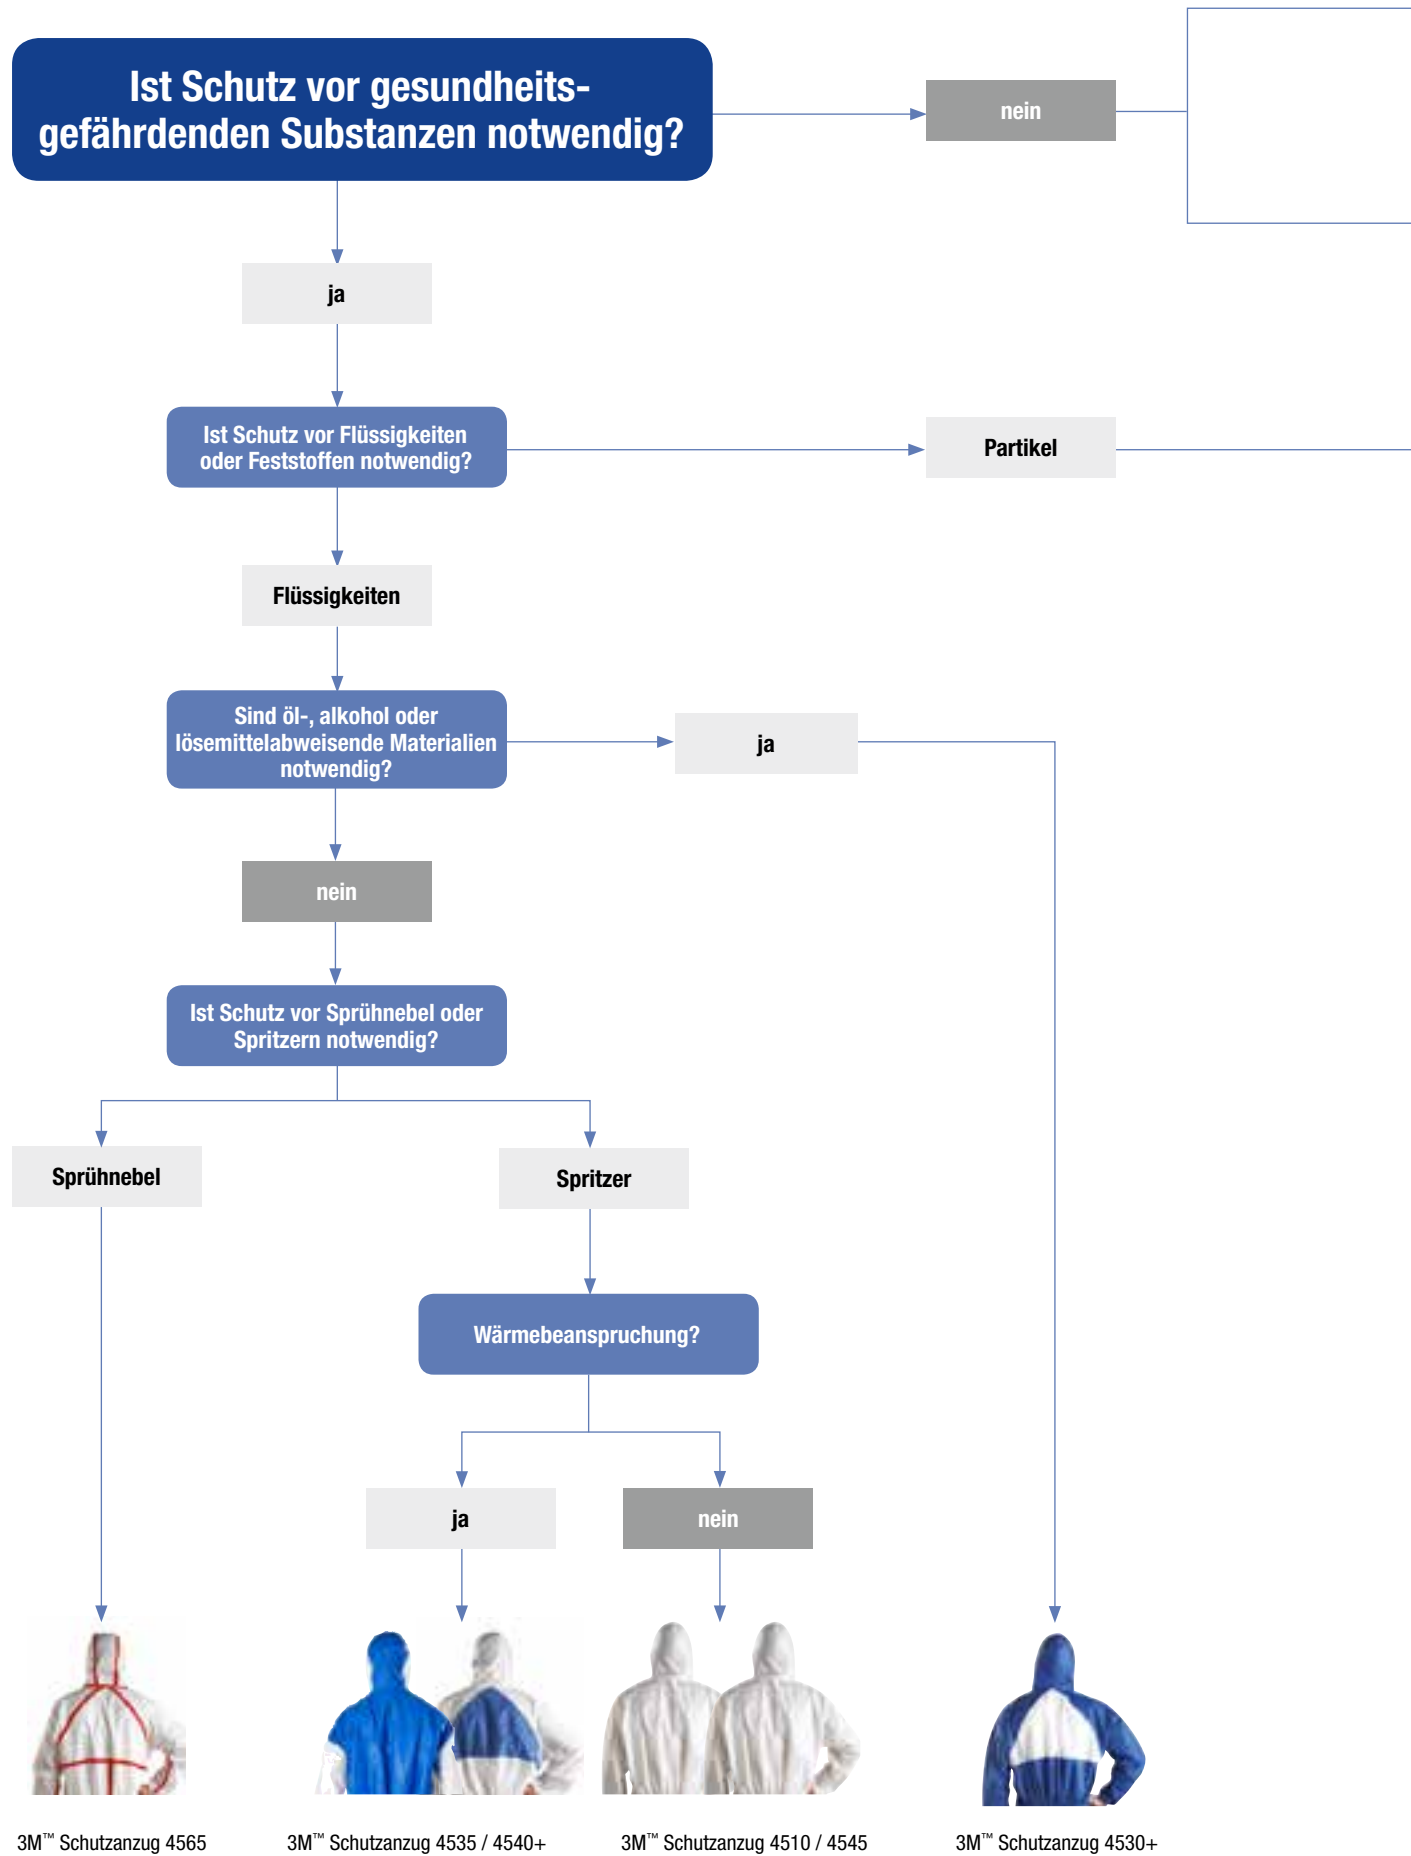 Ist Schutz vor gesundheits-
gefährdenden Substanzen notwendig?
nein
ja
Ist Schutz vor Flüssigkeiten
oder Feststoffen notwendig?
Partikel
Flüssigkeiten
Sind öl-, alkohol oder
lösemittelabweisende Materialien
notwendig?
ja
nein
Ist Schutz vor Sprühnebel oder
Spritzern notwendig?
Sprühnebel
Spritzer
Wärmebeanspruchung?
ja
nein
3M™ Schutzanzug 4565
3M™ Schutzanzug 4535 / 4540+
3M™ Schutzanzug 4510 / 4545
3M™ Schutzanzug 4530+